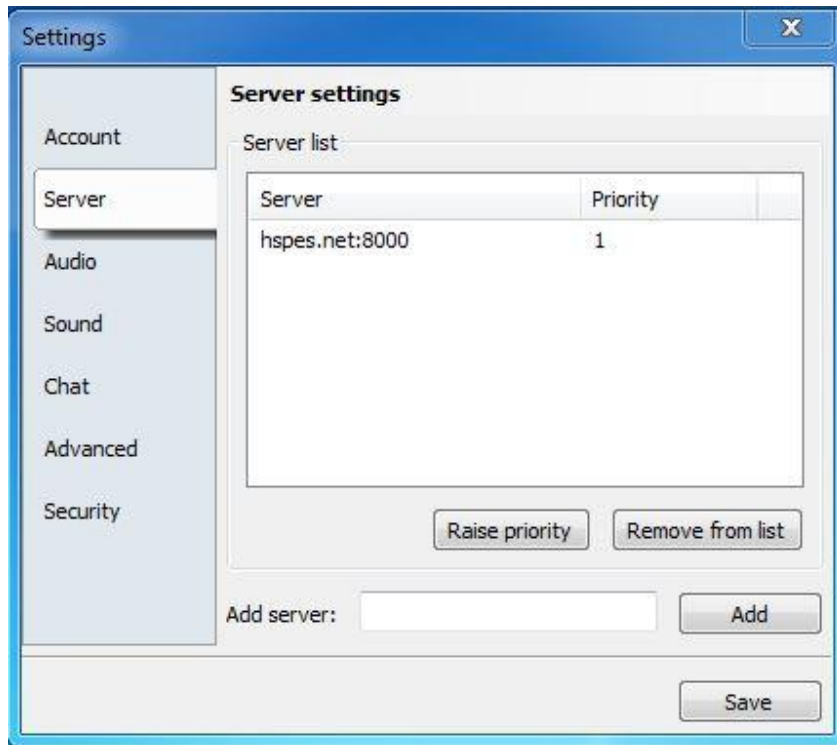 Settings
Account
Server
Audio
Sound
Chat
Advanced
Security
Server settings
Server list
Server Priority
hspes.net:8000 1
Raise priority Remove from list
Add server: Add
Save